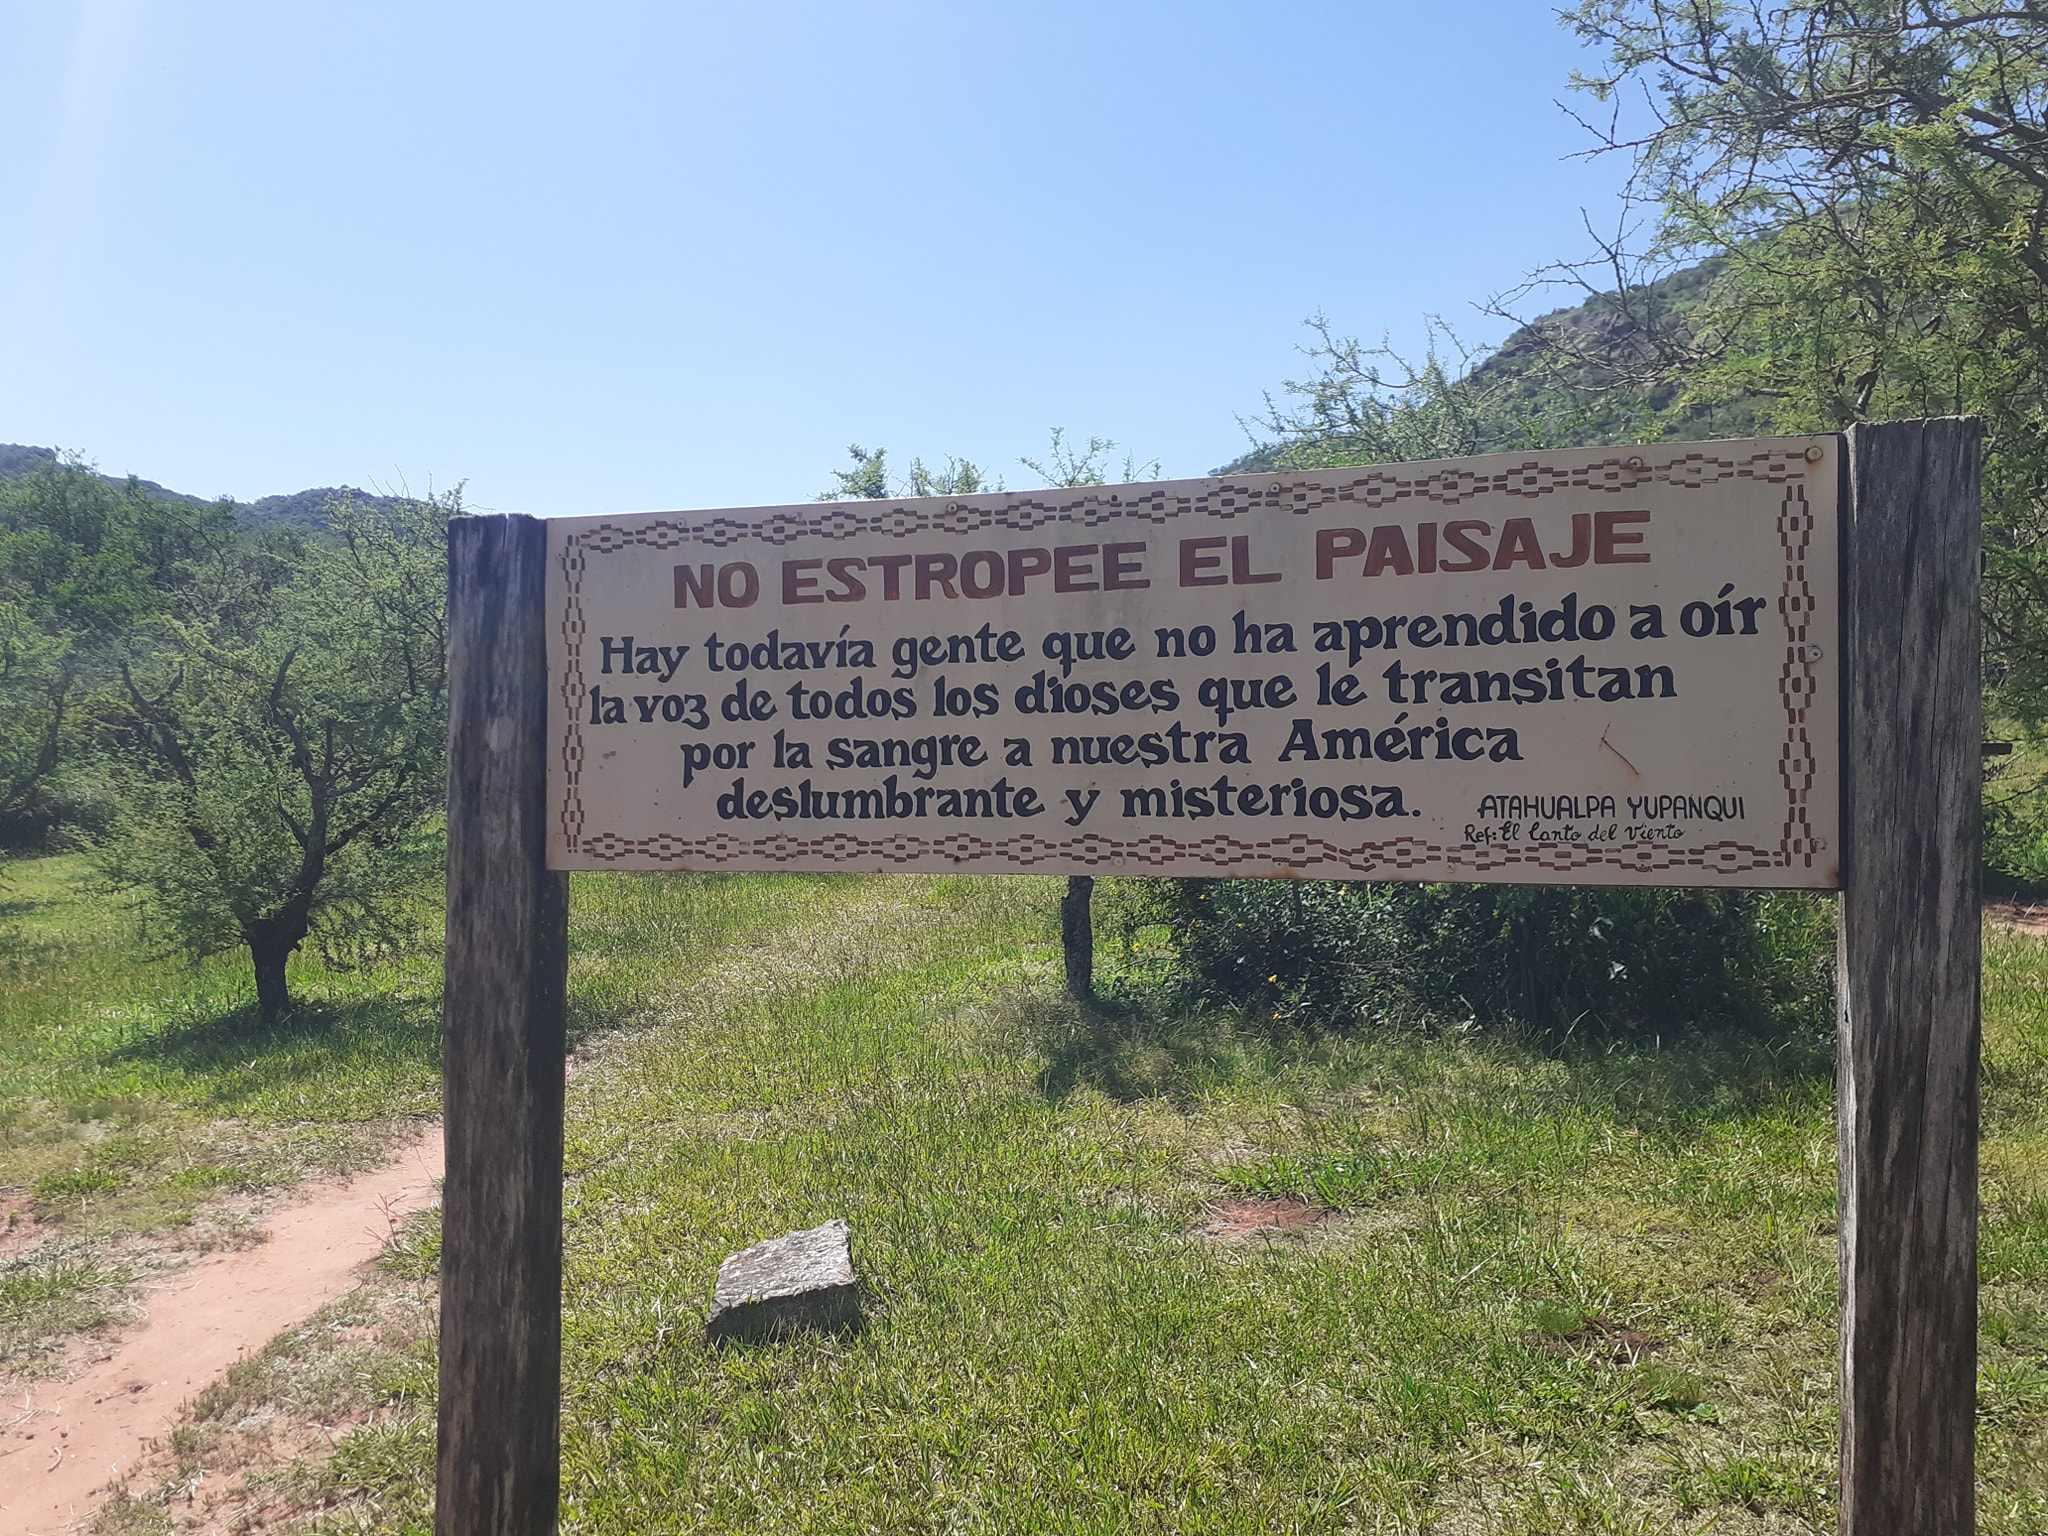 NO ESTROPEE EL PAISAJE
Hay todavía gente que no ha aprendido a oír
la voz de todos los dioses que le transitan
por la sangre a nuestra América
deslumbrante y misteriosa.
ATAHUALPA YUPANQUI
Ref: El Canto del Viento